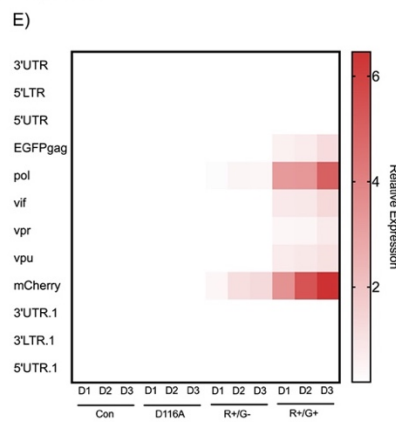 E)
3'UTR
5'LTR
5'UTR
EGFPgag
pol
vif
vpr
vpu
mCherry
3'UTR.1
3'LTR.1
5'UTR.1
D1 D2 D3 D1 D2 D3 D1 D2 D3 D1 D2 D3
Con D116A R+/G- R+/G+
6
4
2
Relative Expression